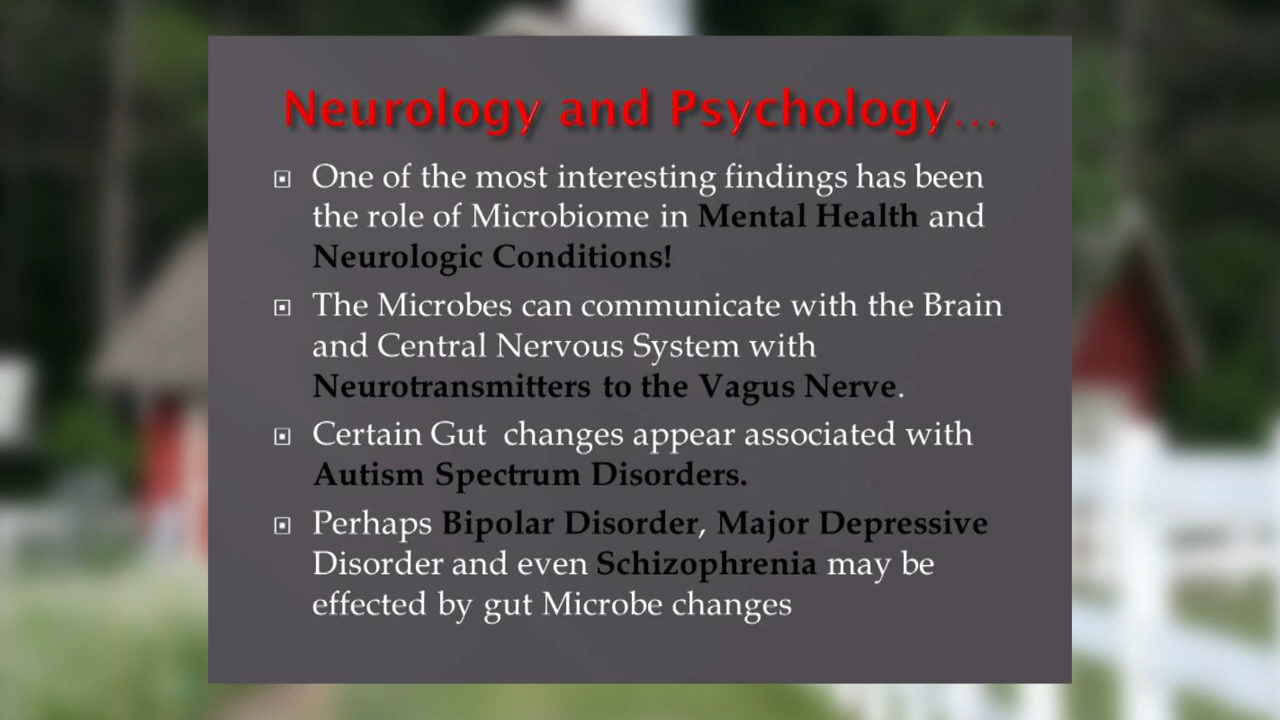 Neurology and Psychology...
One of the most interesting findings has been
the role of Microbiome in Mental Health and
Neurologic Conditions!
The Microbes can communicate with the Brain
and Central Nervous System with
Neurotransmitters to the Vagus Nerve.
Certain Gut changes appear associated with
Autism Spectrum Disorders.
Perhaps Bipolar Disorder, Major Depressive
Disorder and even Schizophrenia may be
effected by gut Microbe changes